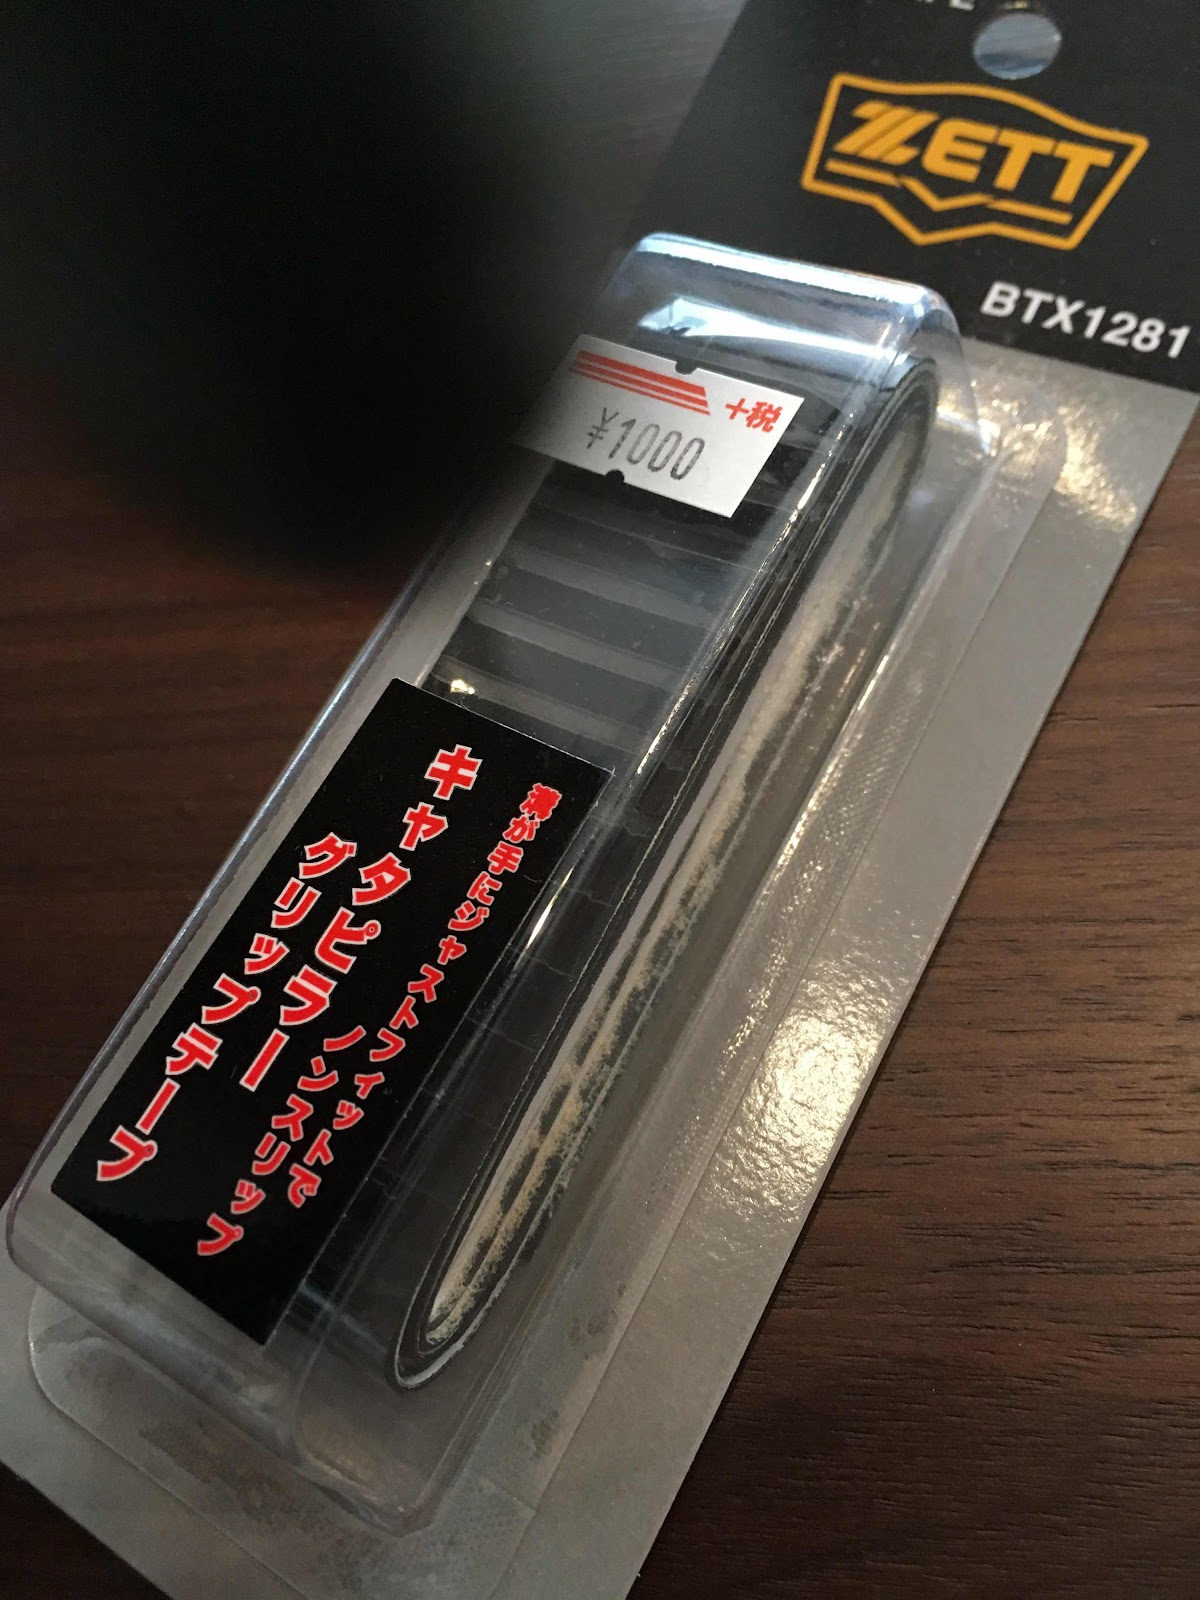 ZETT
BTX1281
+税
¥1000
溝が手にジャストフィットで
ノンスリップ
キャタピラー
グリップテープ